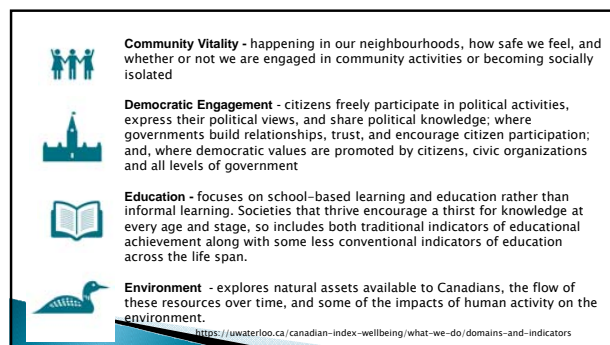 Community Vitality - happening in our neighbourhoods, how safe we feel, and
whether or not we are engaged in community activities or becoming socially
isolated
Democratic Engagement - citizens freely participate in political activities,
express their political views, and share political knowledge; where
governments build relationships, trust, and encourage citizen participation;
and, where democratic values are promoted by citizens, civic organizations
and all levels of government
Education - focuses on school-based learning and education rather than
informal learning. Societies that thrive encourage a thirst for knowledge at
every age and stage, so includes both traditional indicators of educational
achievement along with some less conventional indicators of education
across the life span.
Environment - explores natural assets available to Canadians, the flow of
these resources over time, and some of the impacts of human activity on the
environment.
https://uwaterloo.ca/canadian-index-wellbeing/what-we-do/domains-and-indicators